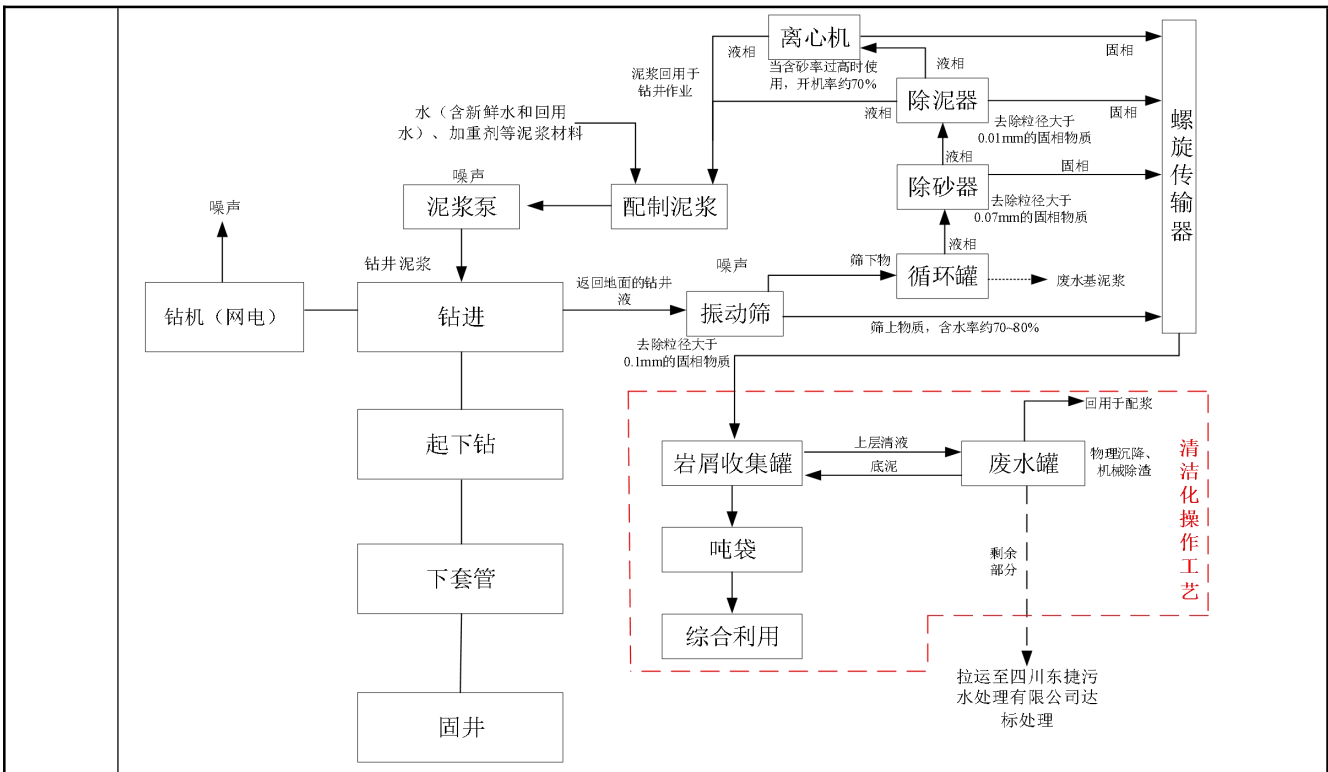 离心机
液相
固相
当含砂率过高时使
用，开机率约70%
液相
泥浆回用于
钻井作业
除泥器
液相
固相
去除粒径大于
0.01mm的固相物质
水（含新鲜水和回用
水）、加重剂等泥浆材料
液相
螺旋传输器
除砂器
固相
去除粒径大于
0.07mm的固相物质
噪声
泥浆泵
配制泥浆
噪声
液相
钻井泥浆
噪声
筛下物
循环罐
废水基泥浆
返回地面的钻井
液
钻机（网电）
钻进
振动筛
筛上物质，含水率约70~80%
去除粒径大于
0.1mm的固相物质
回用于配浆
起下钻
岩屑收集罐
上层清液
底泥
废水罐
物理沉降、
机械除渣
清洁化操作工艺
吨袋
剩余
部分
下套管
综合利用
拉运至四川东捷污
水处理有限公司达
标处理
固井